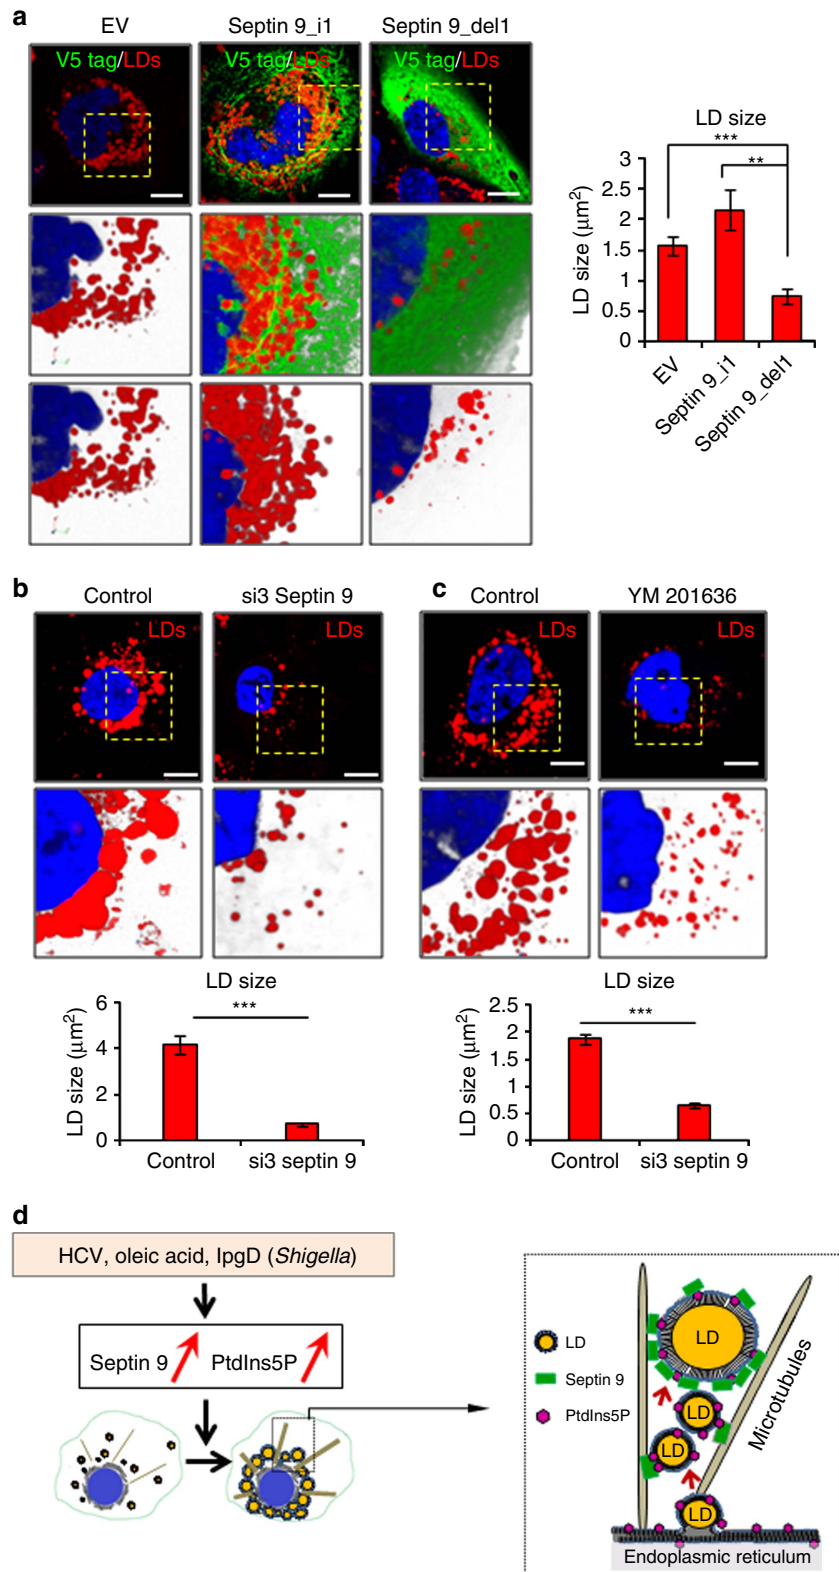 a
EV
Septin 9_i1
Septin 9_del1
V5 tag/LDs
V5 tag/LDs
V5 tag/LDs
LD size
***
**
LD size (μm²)
3
2.5
2
1.5
1
0.5
0
EV
Septin 9_i1
Septin 9_del1
b
Control
si3 Septin 9
LDs
LDs
LD size
***
LD size (μm²)
6
4
2
0
Control
si3 septin 9
c
Control
YM 201636
LDs
LDs
LD size
***
LD size (μm²)
2.5
2
1.5
1
0.5
0
Control
si3 septin 9
d
HCV, oleic acid, IpgD (Shigella)
Septin 9
PtdIns5P
LD
Septin 9
PtdIns5P
LD
LD
LD
LD
Microtubules
Endoplasmic reticulum